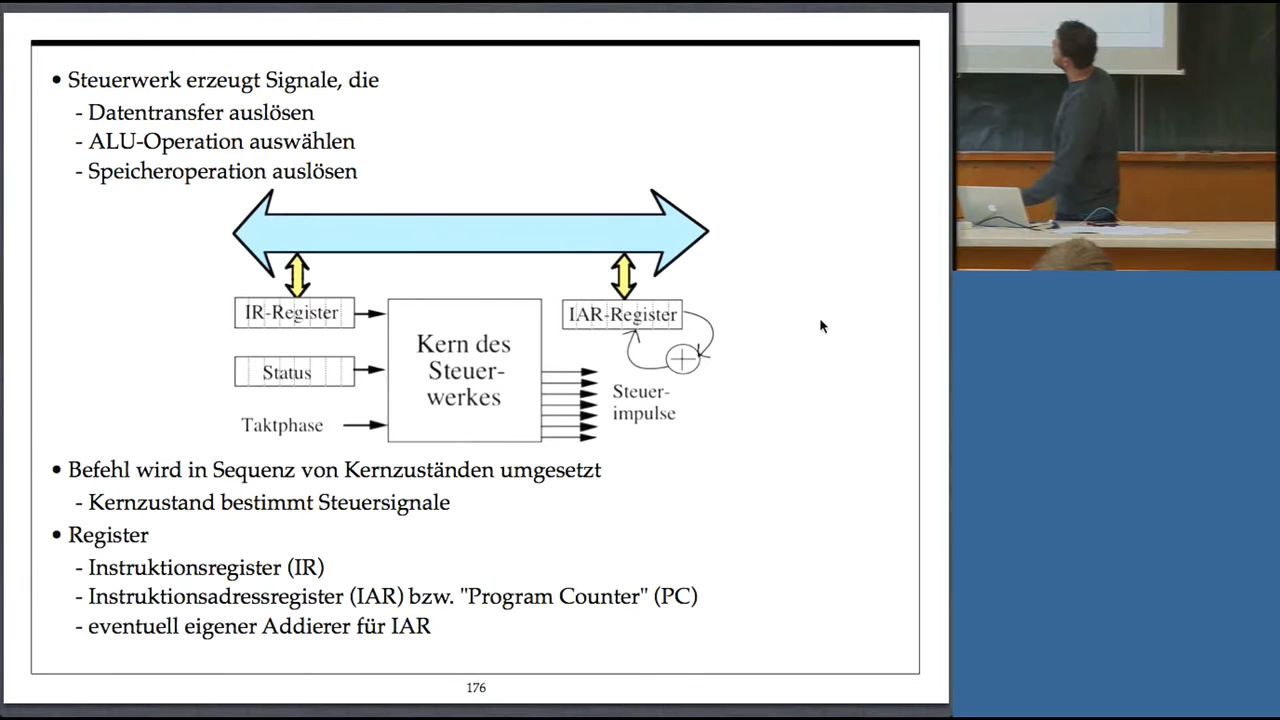 • Steuerwerk erzeugt Signale, die
- Datentransfer auslösen
- ALU-Operation auswählen
- Speicheroperation auslösen
IR-Register
IAR-Register
Kern des
Steuer-
werkes
Status
Steuer-
impulse
Taktphase
• Befehl wird in Sequenz von Kernzuständen umgesetzt
- Kernzustand bestimmt Steuersignale
• Register
- Instruktionsregister (IR)
- Instruktionsadressregister (IAR) bzw. "Program Counter" (PC)
- eventuell eigener Addierer für IAR
176